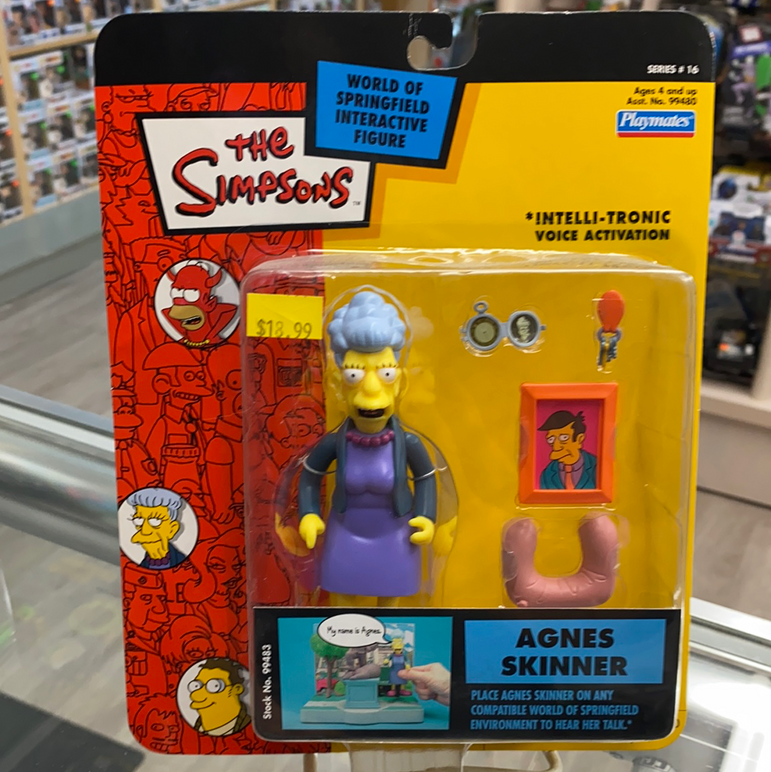 SERIES # 16
Ages 4 and up
Asst. No. 99480
Playmates
WORLD OF
SPRINGFIELD
INTERACTIVE
FIGURE
THE
SIMPSONS
TM
*INTELLI-TRONIC
VOICE ACTIVATION
$18.99
My name is Agnes.
Stock No. 99483
AGNES
SKINNER
PLACE AGNES SKINNER ON ANY
COMPATIBLE WORLD OF SPRINGFIELD
ENVIRONMENT TO HEAR HER TALK.*